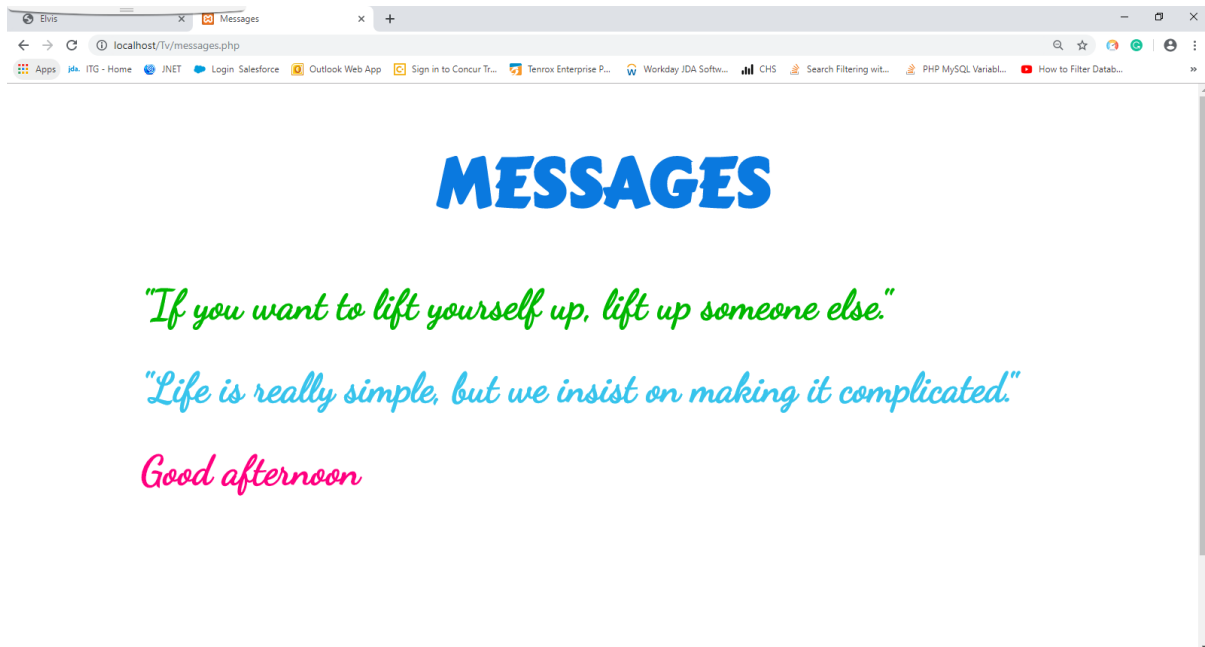 Elvis
Messages
localhost/Tv/messages.php
Apps jda. ITG - Home JNET Login Salesforce Outlook Web App Sign in to Concur Tr... Tenrox Enterprise P... Workday JDA Softw... CHS Search Filtering wit... PHP MySQL Variabl... How to Filter Datab... »
MESSAGES
"If you want to lift yourself up, lift up someone else."
"Life is really simple, but we insist on making it complicated."
Good afternoon